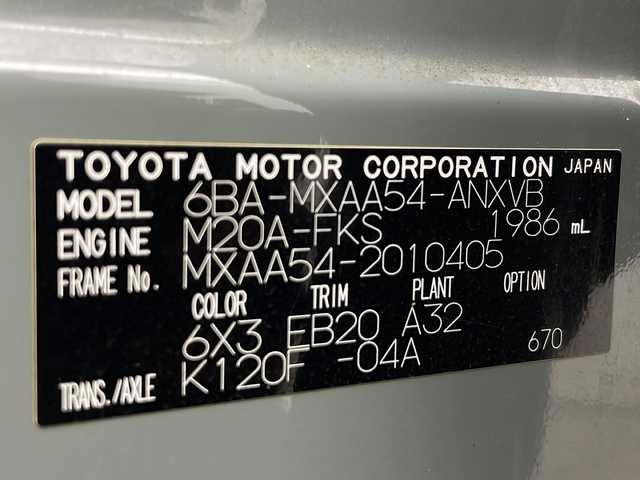 TOYOTA MOTOR CORPORATION JAPAN
MODEL 6BA-MXAA54-ANXVB
ENGINE M20A-FKS 1986 mL
FRAME No. MXAA54-2010405
COLOR TRIM PLANT OPTION
6X3 EB20 A32
TRANS./AXLE K120F -04A 670